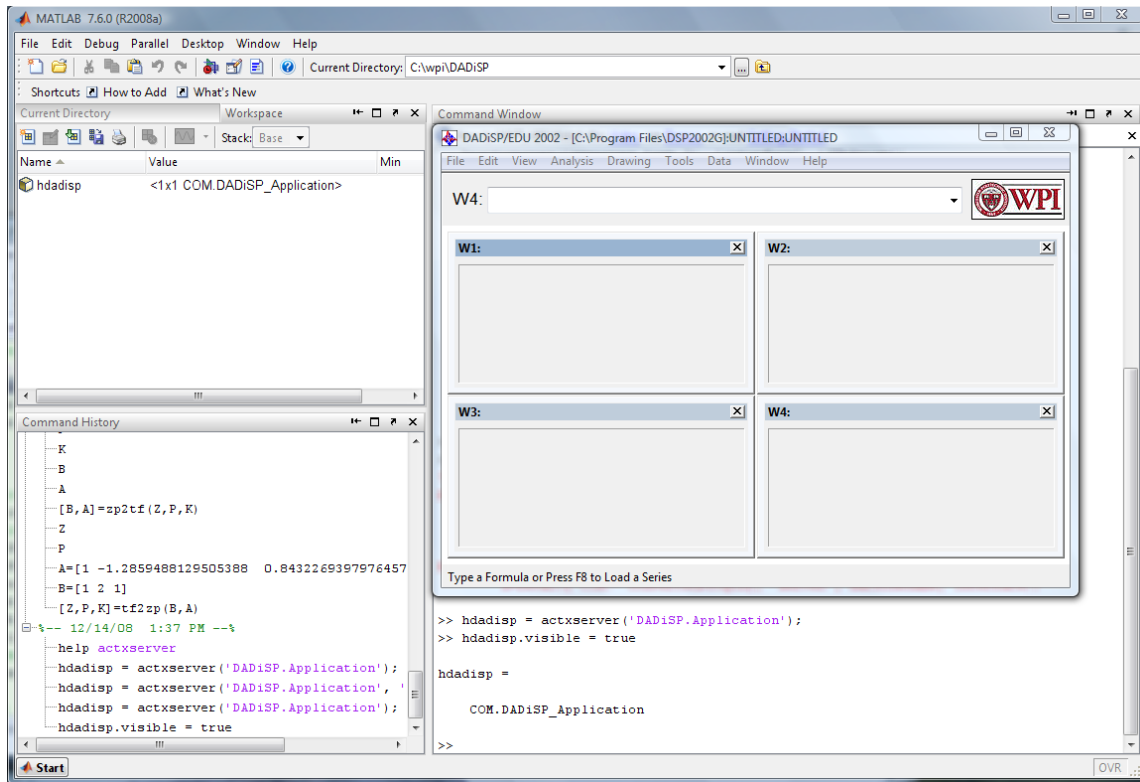 MATLAB 7.6.0 (R2008a)
File Edit Debug Parallel Desktop Window Help
Current Directory: C:\wpi\DADiSP
Shortcuts How to Add What's New
Current Directory Workspace
Stack: Base
Name Value Min
hdadisp <1x1 COM.DADiSP_Application>
Command History
K
B
A
[B,A]=zp2tf(Z,P,K)
Z
P
A=[1 -1.2859488129505388 0.8432269397976457
B=[1 2 1]
[Z,P,K]=tf2zp(B,A)
%-- 12/14/08 1:37 PM --%
help actxserver
hdadisp = actxserver('DADiSP.Application');
hdadisp = actxserver('DADiSP.Application', '
hdadisp = actxserver('DADiSP.Application');
hdadisp.visible = true
Command Window
DADiSP/EDU 2002 - [C:\Program Files\DSP2002G]:UNTITLED:UNTITLED
File Edit View Analysis Drawing Tools Data Window Help
W4:
WPI
W1:
W2:
W3:
W4:
Type a Formula or Press F8 to Load a Series
>> hdadisp = actxserver('DADiSP.Application');
>> hdadisp.visible = true
hdadisp =
COM.DADiSP_Application
>>
Start
OVR